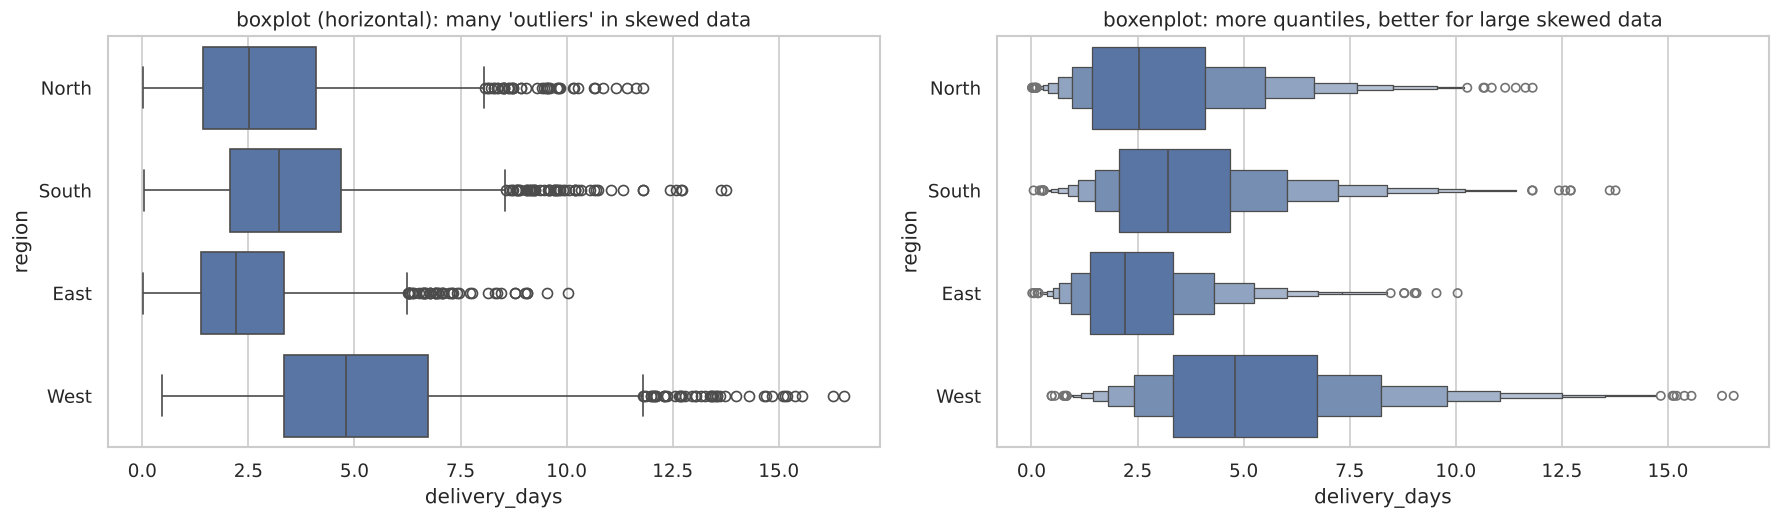 boxplot (horizontal): many 'outliers' in skewed data
region
North
South
East
West
0.0 2.5 5.0 7.5 10.0 12.5 15.0
delivery_days
boxenplot: more quantiles, better for large skewed data
region
North
South
East
West
0.0 2.5 5.0 7.5 10.0 12.5 15.0
delivery_days